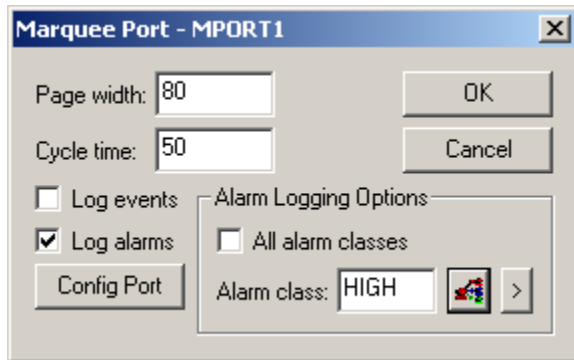 Marquee Port - MPORT1
Page width: 80
OK
Cycle time: 50
Cancel
Log events
Alarm Logging Options
Log alarms
All alarm classes
Config Port
Alarm class: HIGH
>